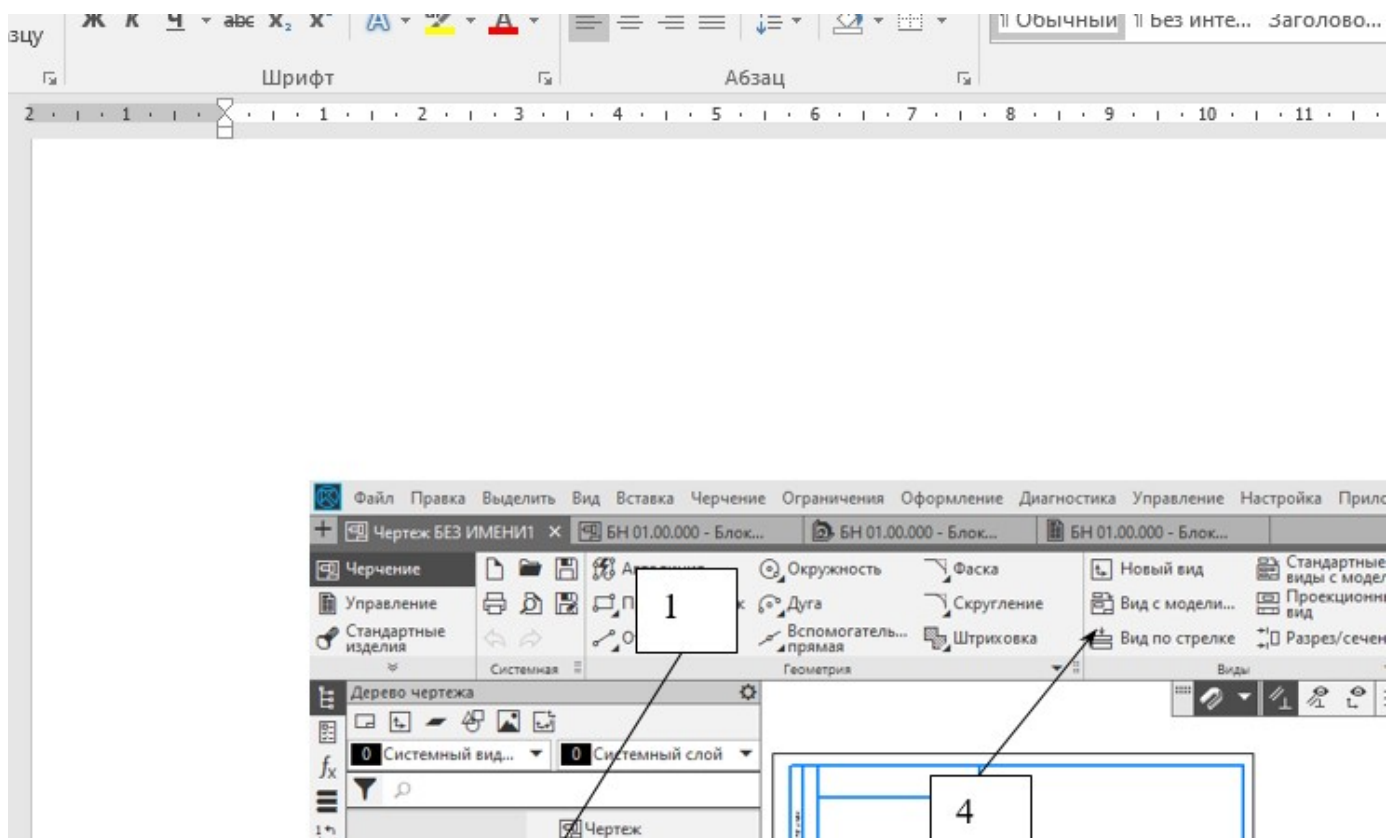 зцу Ж К Ч abc X₂ X² A A ¶ Обычный ¶ Без инте... Заголово...
Шрифт Абзац
2 1 1 2 3 4 5 6 7 8 9 10 11
Файл Правка Выделить Вид Вставка Черчение Ограничения Оформление Диагностика Управление Настройка
Чертеж БЕЗ ИМЕНИ1 БН 01.00.000 - Блок... БН 01.00.000 - Блок... БН 01.00.000 - Блок...
Черчение Окружность Фаска Новый вид Стандартные виды с
Управление 1 Дуга Скругление Вид с модели... вид
Стандартные изделия Вспомогатель... прямая Штриховка Вид по стрелке
Системная Геометрия Виды
Дерево чертежа
0 Системный вид... 0 Системный слой
fx
4
Чертеж